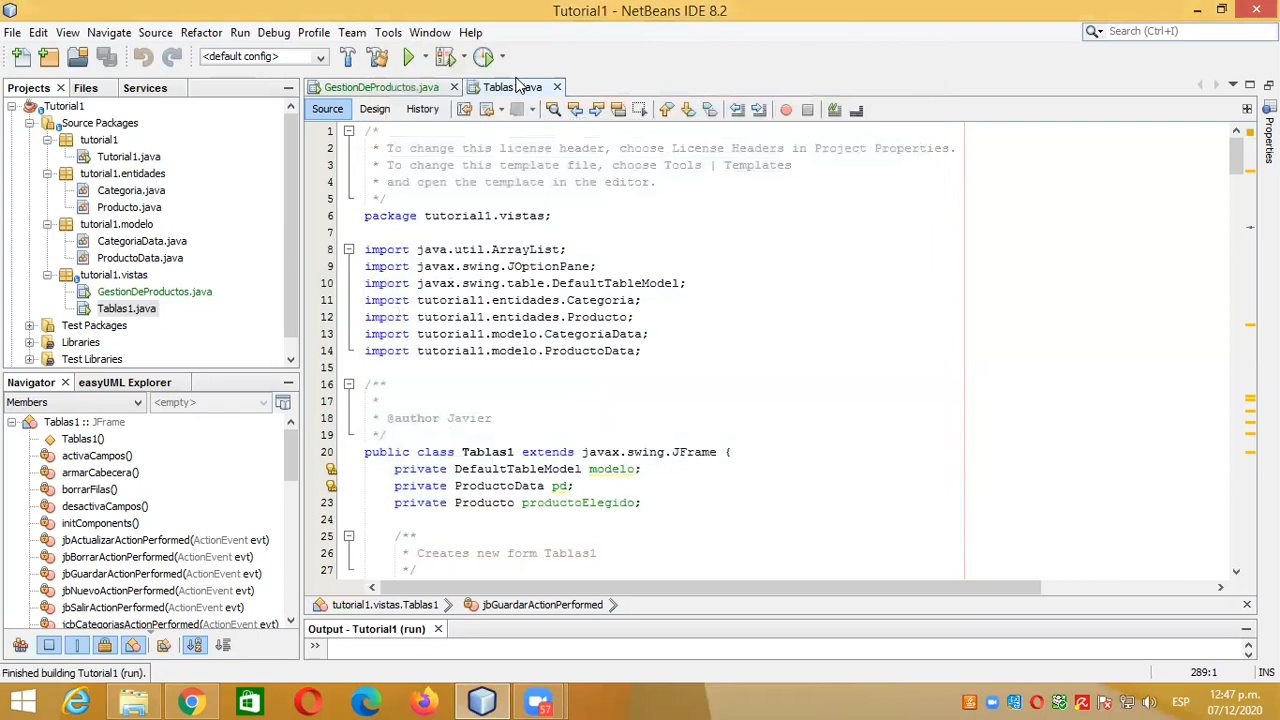 Tutorial1 - NetBeans IDE 8.2
File Edit View Navigate Source Refactor Run Debug Profile Team Tools Window Help
Search (Ctrl+I)
<default config>
Projects Files Services
GestionDeProductos.java
Source Design History
Tutorial1
Source Packages
tutorial1
Tutorial1.java
tutorial1.entidades
Categoria.java
Producto.java
tutorial1.modelo
CategoriaData.java
ProductoData.java
tutorial1.vistas
GestionDeProductos.java
Tablas1.java
Test Packages
Libraries
Test Libraries
Navigator easyUML Explorer
Members <empty>
Tablas1 :: JFrame
Tablas1()
activaCampos()
armarCabecera()
borrarFilas()
desactivaCampos()
initComponents()
jbActualizarActionPerformed(ActionEvent evt)
jbBorrarActionPerformed(ActionEvent evt)
jbGuardarActionPerformed(ActionEvent evt)
jbNuevoActionPerformed(ActionEvent evt)
jbSalirActionPerformed(ActionEvent evt)
jcbCategoriasActionPerformed(ActionEvent evt)
1 /*
2 * To change this license header, choose License Headers in Project Properties.
3 * To change this template file, choose Tools | Templates
4 * and open the template in the editor.
5 */
6 package tutorial1.vistas;
7
8 import java.util.ArrayList;
9 import javax.swing.JOptionPane;
10 import javax.swing.table.DefaultTableModel;
11 import tutorial1.entidades.Categoria;
12 import tutorial1.entidades.Producto;
13 import tutorial1.modelo.CategoriaData;
14 import tutorial1.modelo.ProductoData;
15
16 /**
17 *
18 * @author Javier
19 */
20 public class Tablas1 extends javax.swing.JFrame {
private DefaultTableModel modelo;
private ProductoData pd;
23 private Producto productoElegido;
24
25 /**
26 * Creates new form Tablas1
27 */
Properties
tutorial1.vistas.Tablas1 jbGuardarActionPerformed
Output - Tutorial1 (run)
>>
Finished building Tutorial1 (run).
289:1 INS
57
ESP
12:47 p.m.
07/12/2020